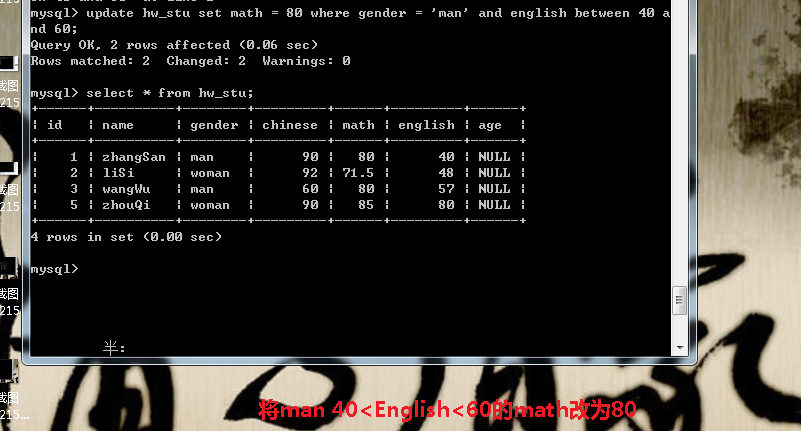 mysql> update hw_stu set math = 80 where gender = 'man' and english between 40 a
nd 60;
Query OK, 2 rows affected (0.06 sec)
Rows matched: 2  Changed: 2  Warnings: 0
mysql> select * from hw_stu;
+------+----------+--------+---------+------+---------+------+
| id   | name     | gender | chinese | math | english | age  |
+------+----------+--------+---------+------+---------+------+
|    1 | zhangSan | man    |      90 |   80 |      40 | NULL |
|    2 | liSi     | woman  |      92 | 71.5 |      48 | NULL |
|    3 | wangWu   | man    |      60 |   80 |      57 | NULL |
|    5 | zhouQi   | woman  |      90 |   85 |      80 | NULL |
+------+----------+--------+---------+------+---------+------+
4 rows in set (0.00 sec)
mysql>
半:
截图
215
215
截图
215
截图
215...
将man 40<English<60的math改为80